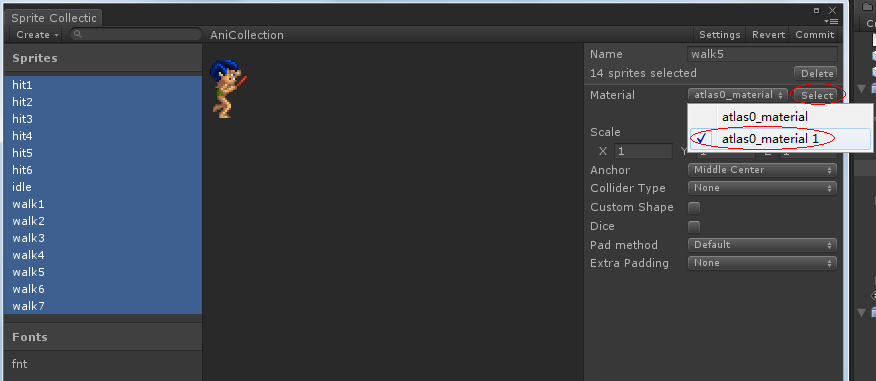 Sprite Collectic
Create
AniCollection
Settings
Revert
Commit
Sprites
hit1
hit2
hit3
hit4
hit5
hit6
idle
walk1
walk2
walk3
walk4
walk5
walk6
walk7
Fonts
fnt
Name
walk5
14 sprites selected
Delete
Material
atlas0_material
Select
atlas0_material
atlas0_material 1
Scale
X 1
Anchor
Middle Center
Collider Type
None
Custom Shape
Dice
Pad method
Default
Extra Padding
None